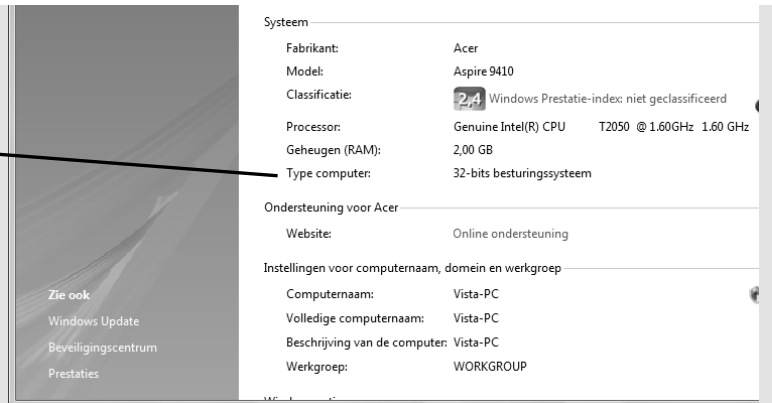 Systeem
Fabrikant: Acer
Model: Aspire 9410
Classificatie: 2,4 Windows Prestatie-index: niet geclassificeerd
Processor: Genuine Intel(R) CPU T2050 @ 1.60GHz 1.60 GHz
Geheugen (RAM): 2,00 GB
Type computer: 32-bits besturingssysteem
Ondersteuning voor Acer
Website: Online ondersteuning
Instellingen voor computernaam, domein en werkgroep
Computernaam: Vista-PC
Volledige computernaam: Vista-PC
Beschrijving van de computer: Vista-PC
Werkgroep: WORKGROUP
Zie ook
Windows Update
Beveiligingscentrum
Prestaties